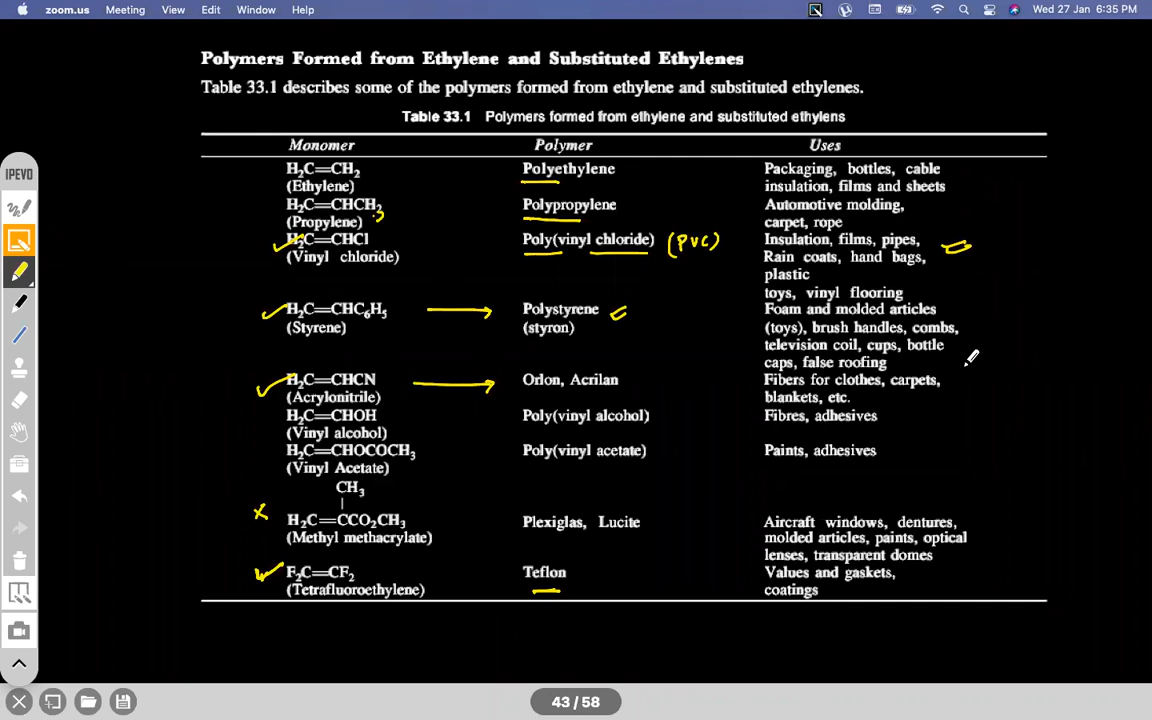 zoom.us Meeting View Edit Window Help Wed 27 Jan 6:35 PM
IPEVO
Polymers Formed from Ethylene and Substituted Ethylenes
Table 33.1 describes some of the polymers formed from ethylene and substituted ethylenes.
Table 33.1 Polymers formed from ethylene and substituted ethylens
Monomer Polymer Uses
H₂C=CH₂ Polyethylene Packaging, bottles, cable
(Ethylene) insulation, films and sheets
H₂C=CHCH₂ Polypropylene Automotive molding,
3
(Propylene) carpet, rope
H₂C=CHCl Poly(vinyl chloride) (PVC) Insulation, films, pipes,
(Vinyl chloride) Rain coats, hand bags,
plastic
toys, vinyl flooring
H₂C=CHC₆H₅ Polystyrene Foam and molded articles
(Styrene) (styron) (toys), brush handles, combs,
television coil, cups, bottle
caps, false roofing
H₂C=CHCN Orlon, Acrilan Fibers for clothes, carpets,
(Acrylonitrile) blankets, etc.
H₂C=CHOH Poly(vinyl alcohol) Fibres, adhesives
(Vinyl alcohol)
H₂C=CHOCOCH₃ Poly(vinyl acetate) Paints, adhesives
(Vinyl Acetate)
CH₃
H₂C=CCO₂CH₃ Plexiglas, Lucite Aircraft windows, dentures,
(Methyl methacrylate) molded articles, paints, optical
lenses, transparent domes
F₂C=CF₂ Teflon Values and gaskets,
(Tetrafluoroethylene) coatings
43 / 58